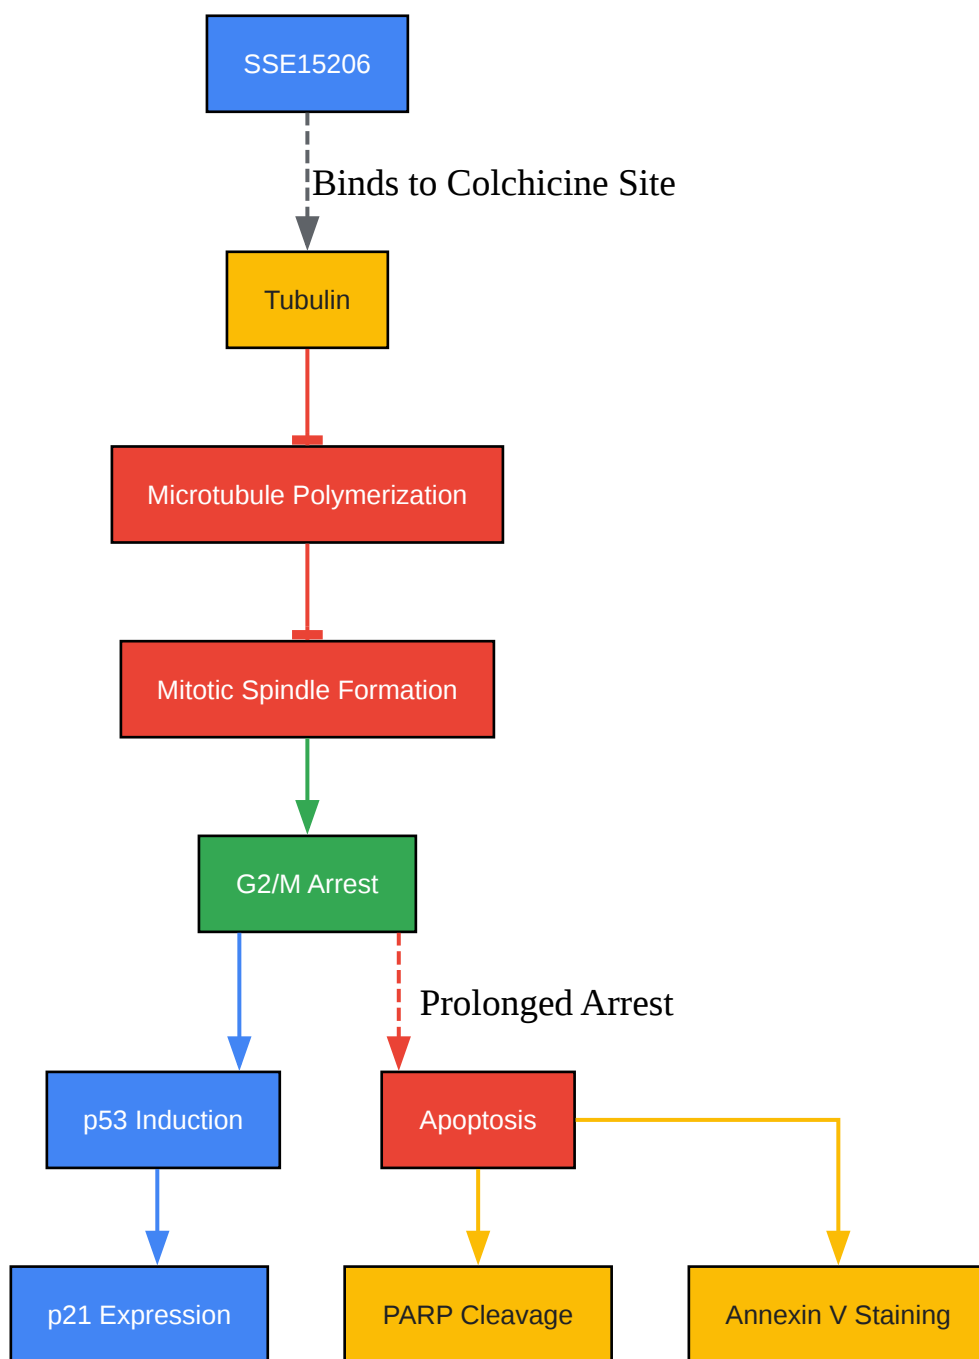 SSE15206
Binds to Colchicine Site
Tubulin
Microtubule Polymerization
Mitotic Spindle Formation
G2/M Arrest
Prolonged Arrest
p53 Induction
Apoptosis
p21 Expression
PARP Cleavage
Annexin V Staining